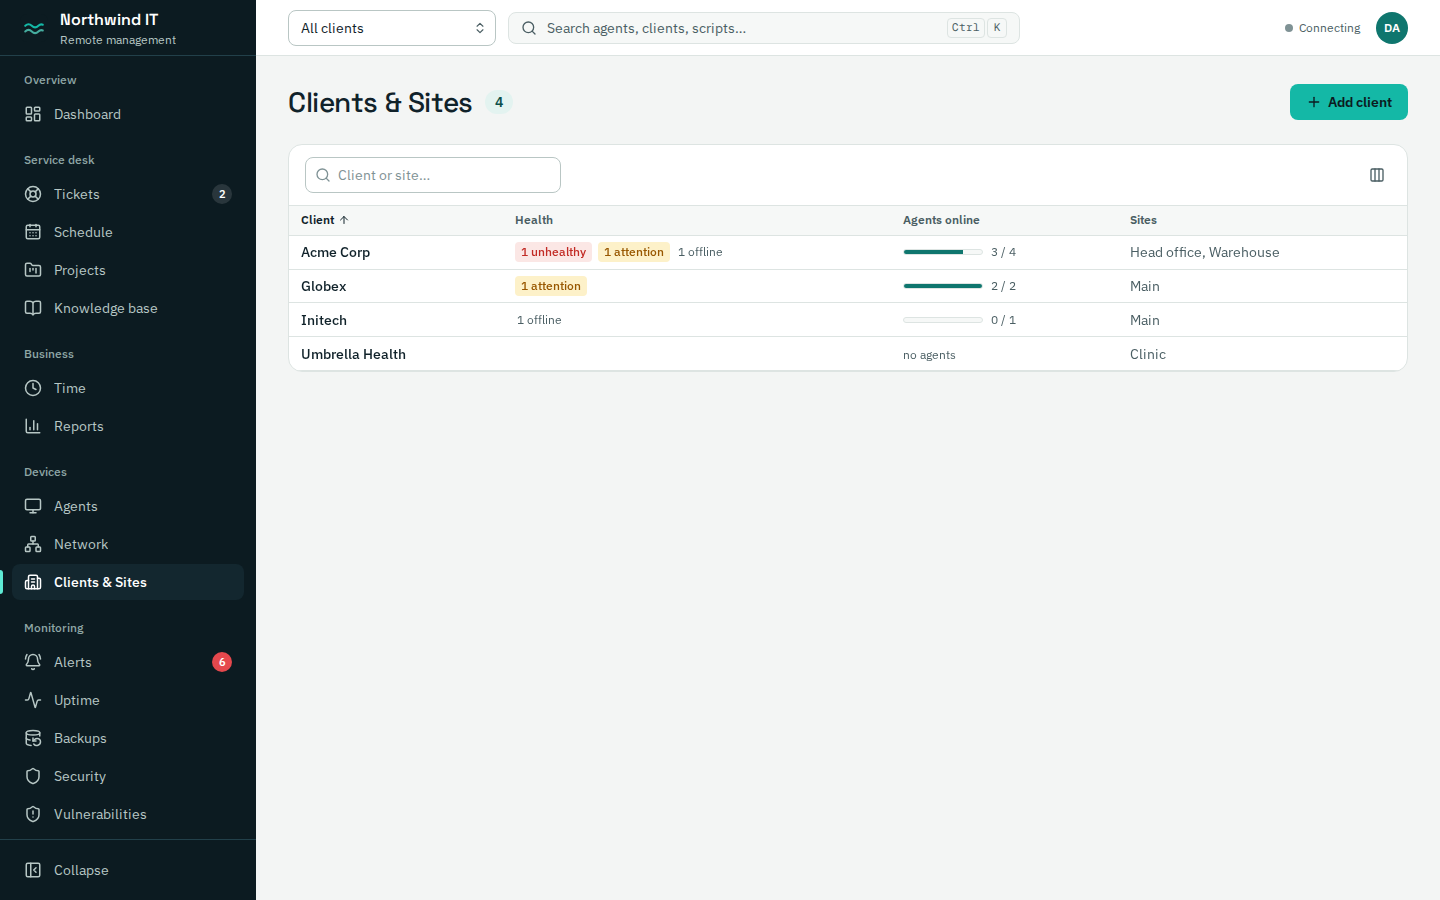 Northwind IT
Remote management
Overview
Dashboard
Service desk
Tickets 2
Schedule
Projects
Knowledge base
Business
Time
Reports
Devices
Agents
Network
Clients & Sites
Monitoring
Alerts 6
Uptime
Backups
Security
Vulnerabilities
Collapse
All clients
Search agents, clients, scripts...
Ctrl K
Connecting
DA
Clients & Sites 4
Add client
Client or site...
Client Health Agents online Sites
Acme Corp 1 unhealthy 1 attention 1 offline 3 / 4 Head office, Warehouse
Globex 1 attention 2 / 2 Main
Initech 1 offline 0 / 1 Main
Umbrella Health no agents Clinic